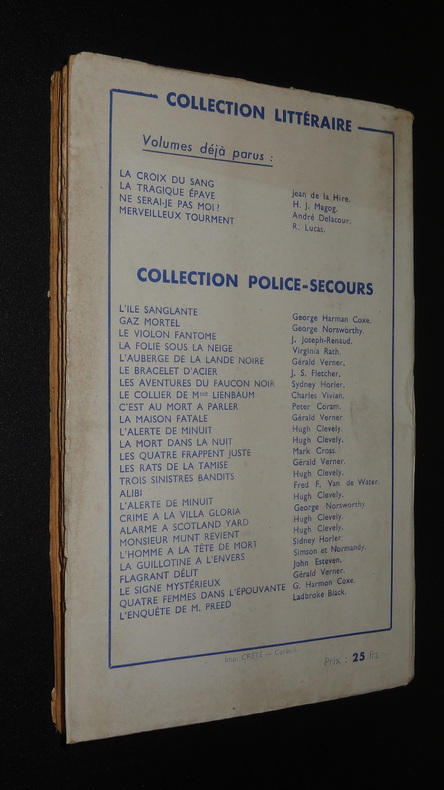 COLLECTION LITTÉRAIRE
Volumes déjà parus :
LA CROIX DU SANG Jean de la Hire.
LA TRAGIQUE ÉPAVE H. J. Magog.
NE SERAI-JE PAS MOI ? André Delacour.
MERVEILLEUX TOURMENT R. Lucas.
COLLECTION POLICE-SECOURS
L'ILE SANGLANTE George Harman Coxe.
GAZ MORTEL George Norsworthy.
LE VIOLON FANTOME J. Joseph-Renaud.
LA FOLIE SOUS LA NEIGE Virginia Rath.
L'AUBERGE DE LA LANDE NOIRE Gérald Verner,
LE BRACELET D'ACIER J. S. Fletcher,
LES AVENTURES DU FAUCON NOIR Sydney Horler,
LE COLLIER DE Mme LIENBAUM Charles Vivian.
C'EST AU MORT A PARLER Peter Coram.
LA MAISON FATALE Gérald Verner.
L'ALERTE DE MINUIT Hugh Clevely.
LA MORT DANS LA NUIT Hugh Clevely.
LES QUATRE FRAPPENT JUSTE Mark Cross.
LES RATS DE LA TAMISE Gérald Verner.
TROIS SINISTRES BANDITS Hugh Clevely.
ALIBI Fred F. Van de Water.
L'ALERTE DE MINUIT Hugh Clevely.
CRIME A LA VILLA GLORIA George Norsworthy.
ALARME A SCOTLAND YARD Hugh Clevely.
MONSIEUR MUNT REVIENT Hugh Clevely.
L'HOMME A LA TÊTE DE MORT Sidney Horler.
LA GUILLOTINE A L'ENVERS Simson et Normandy.
FLAGRANT DÉLIT John Esteven.
LE SIGNE MYSTÉRIEUX Gérald Verner.
QUATRE FEMMES DANS L'ÉPOUVANTE G. Harmon Coxe.
L'ENQUÊTE DE M. PREED Ladbroke Black.
Imp. CRÉTÉ — Corbeil.
Prix : 25 frs